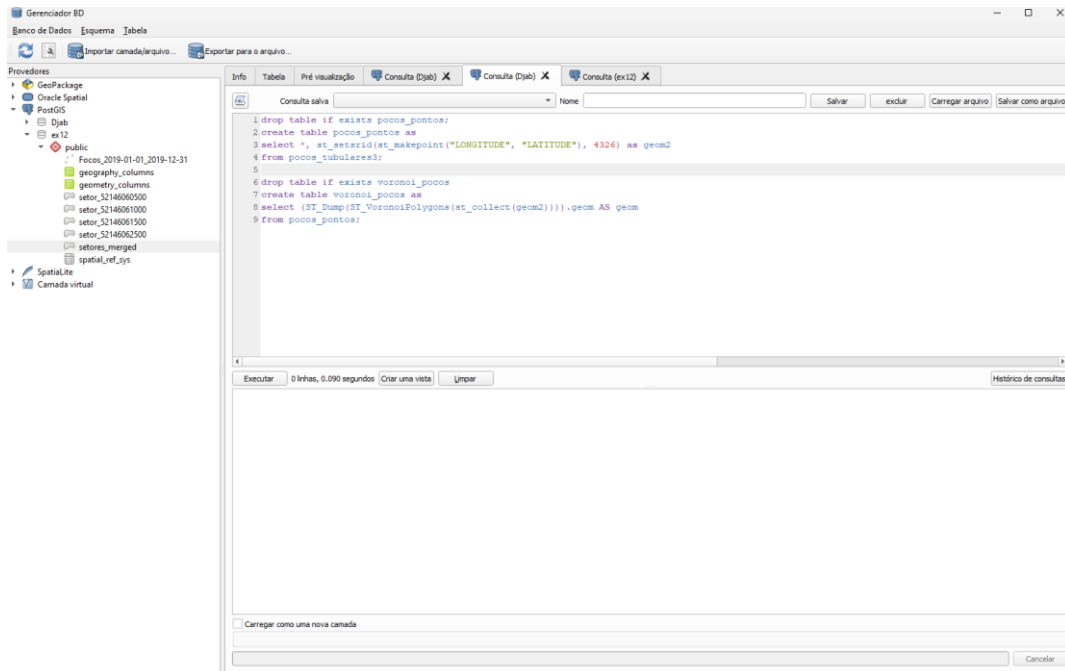 Gerenciador BD
Banco de Dados Esquema Tabela
Importar camada/arquivo... Exportar para o arquivo...
Provedores
GeoPackage
Oracle Spatial
PostGIS
Djab
ex12
public
Focos_2019-01-01_2019-12-31
geography_columns
geometry_columns
setor_52146060500
setor_52146061000
setor_52146061500
setor_52146062500
setores_merged
spatial_ref_sys
SpatiaLite
Camada virtual
Info Tabela Pré visualização Consulta (Djab) Consulta (Djab) Consulta (ex12)
Consulta salva Nome Salvar excluir Carregar arquivo Salvar como arquivo
1 drop table if exists pocos_pontos;
2 create table pocos_pontos as
3 select *, st_setsrid(st_makepoint("LONGITUDE", "LATITUDE"), 4326) as geom2
4 from pocos_tubulares3;
5
6 drop table if exists voronoi_pocos
7 create table voronoi_pocos as
8 select (ST_Dump(ST_VoronoiPolygons(st_collect(geom2)))).geom AS geom
9 from pocos_pontos;
Executar 0 linhas, 0.090 segundos Criar uma vista Limpar Histórico de consultas
Carregar como uma nova camada
Cancelar